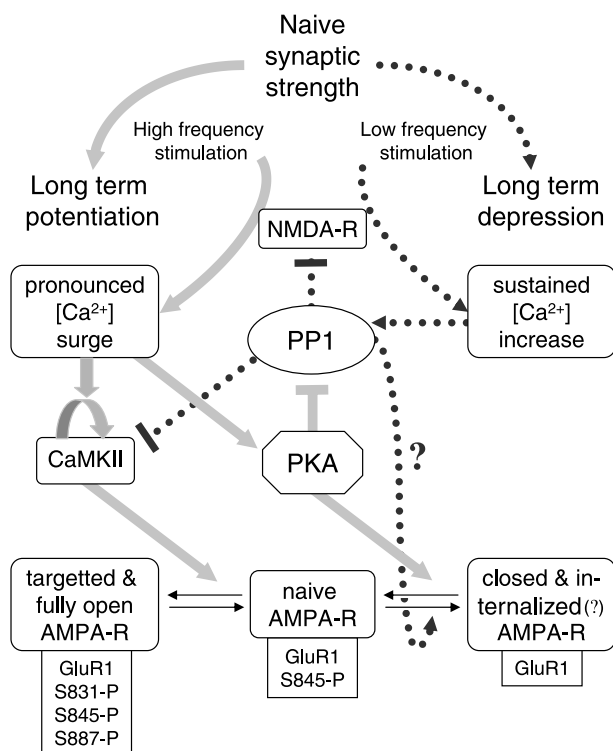 Naive
synaptic
strength
High frequency
stimulation
Low frequency
stimulation
Long term
potentiation
Long term
depression
NMDA-R
pronounced
[Ca²⁺]
surge
sustained
[Ca²⁺]
increase
PP1
?
CaMKII
PKA
targetted &
fully open
AMPA-R
naive
AMPA-R
closed & in-
ternalized(?)
AMPA-R
GluR1
S831-P
S845-P
S887-P
GluR1
S845-P
GluR1